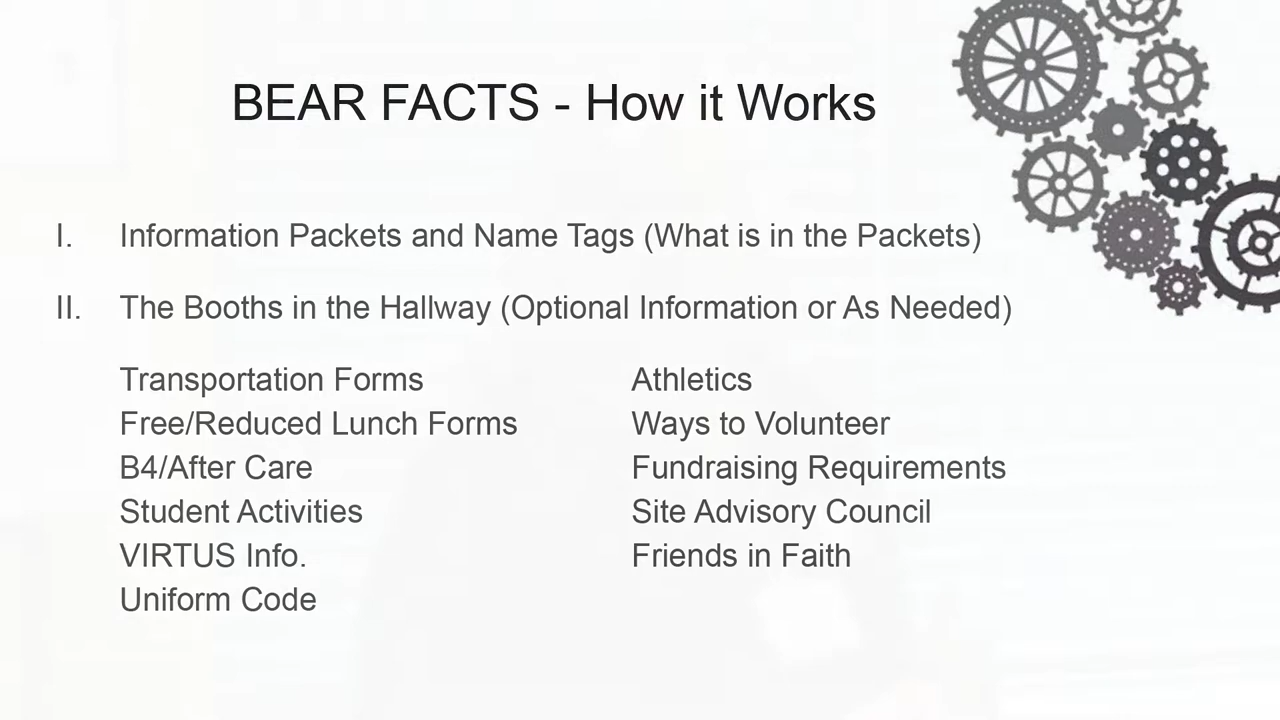 BEAR FACTS - How it Works
I. Information Packets and Name Tags (What is in the Packets)
II. The Booths in the Hallway (Optional Information or As Needed)
Transportation Forms
Free/Reduced Lunch Forms
B4/After Care
Student Activities
VIRTUS Info.
Uniform Code
Athletics
Ways to Volunteer
Fundraising Requirements
Site Advisory Council
Friends in Faith